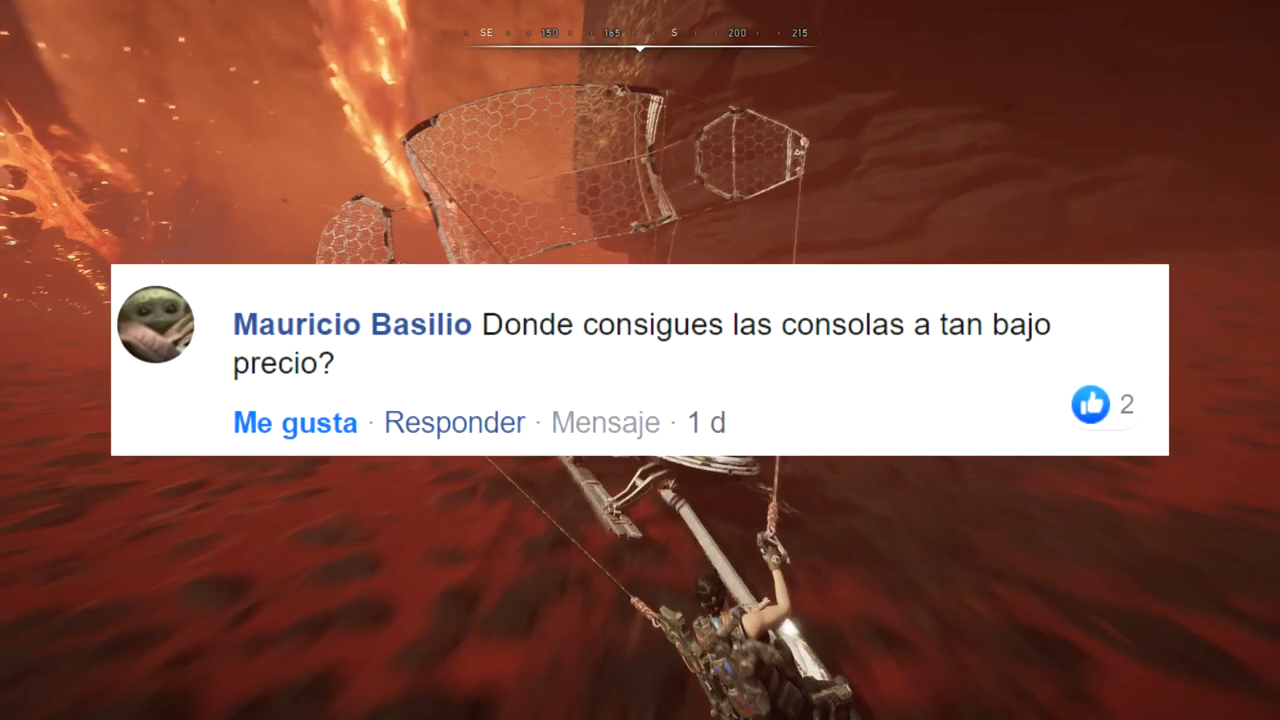 SE 150 165 S 200 215
Mauricio Basilio Donde consigues las consolas a tan bajo
precio?
Me gusta · Responder · Mensaje · 1 d
2